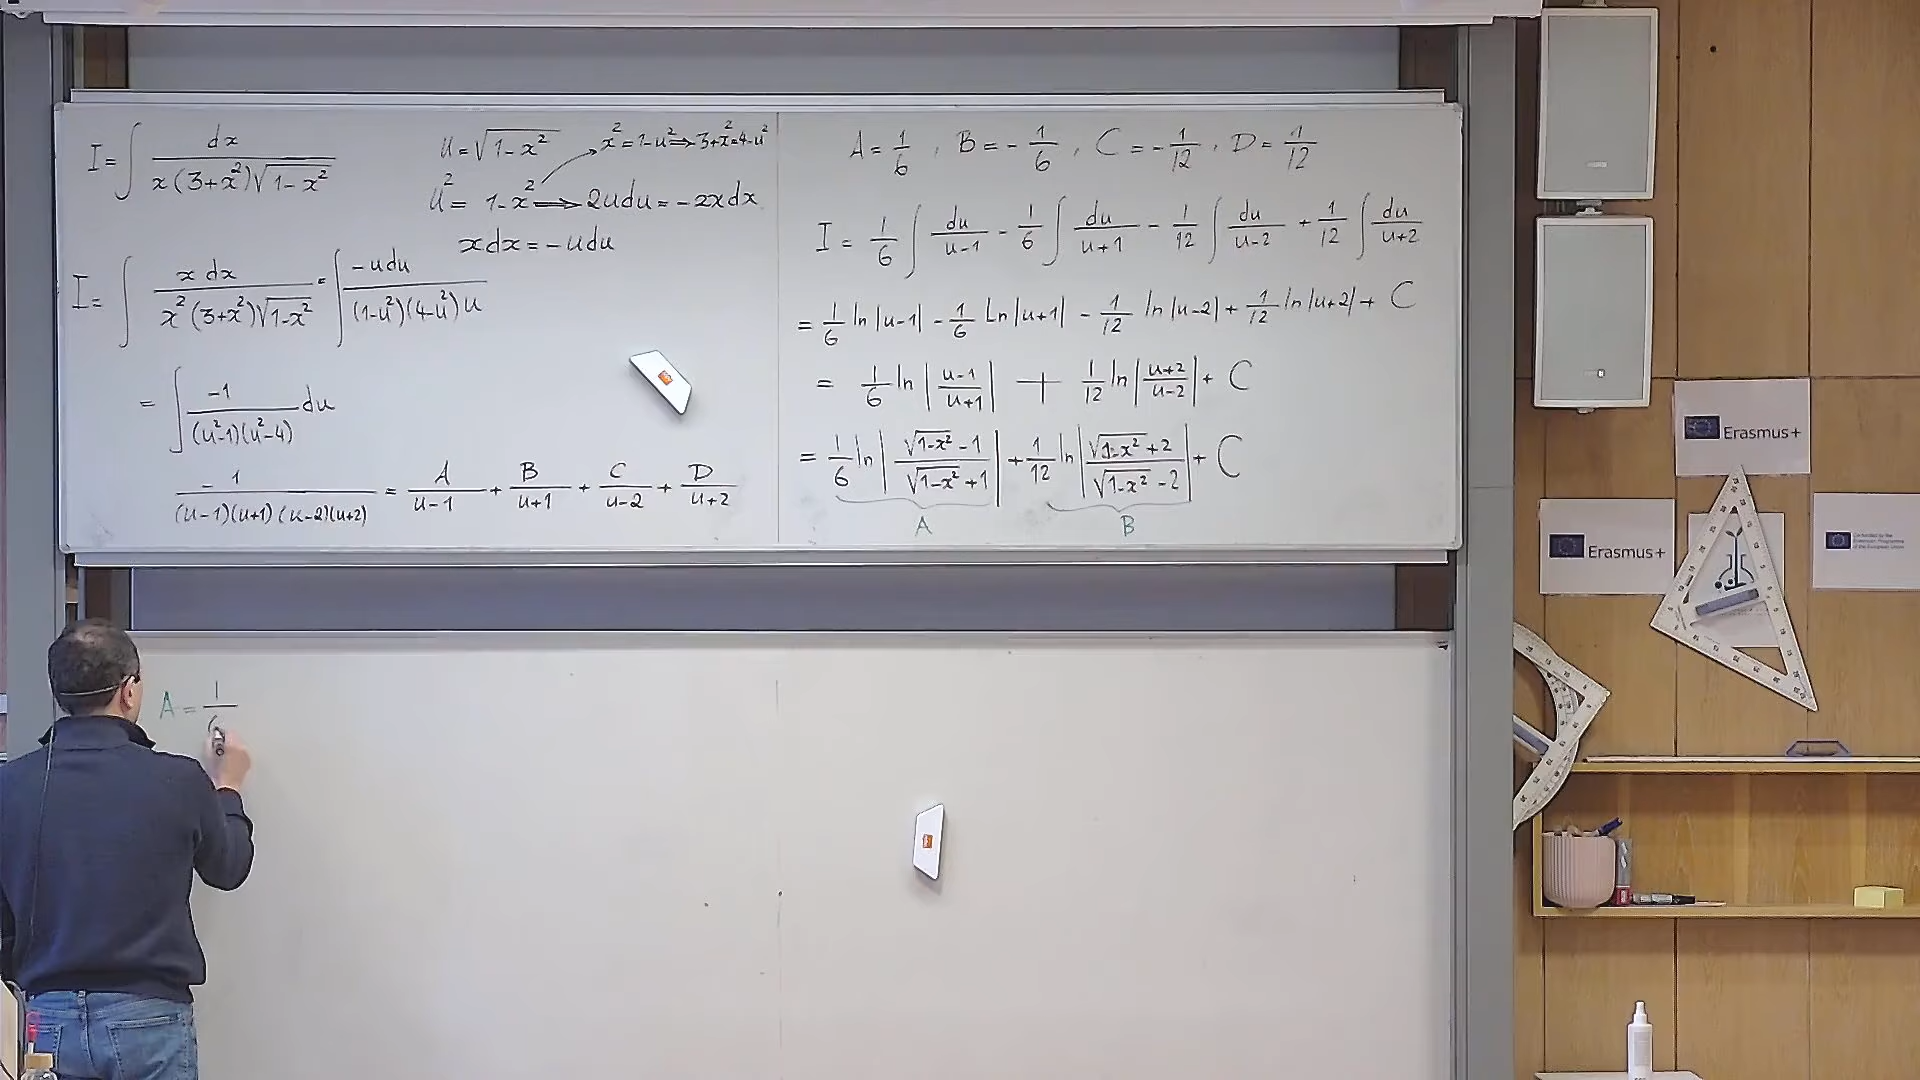 I = ∫ dx / (x(3+x²)√(1-x²))
u = √(1-x²)
x² = 1-u² ⟹ 3+x² = 4-u²
u² = 1-x² ⟹ 2udu = -2xdx
xdx = -udu
I = ∫ x dx / (x²(3+x²)√(1-x²)) = ∫ -udu / ((1-u²)(4-u²)u)
= ∫ -1 / ((u²-1)(u²-4)) du
-1 / ((u-1)(u+1)(u-2)(u+2)) = A/(u-1) + B/(u+1) + C/(u-2) + D/(u+2)
A = 1/6 , B = -1/6 , C = -1/12 , D = 1/12
I = 1/6 ∫ du/(u-1) - 1/6 ∫ du/(u+1) - 1/12 ∫ du/(u-2) + 1/12 ∫ du/(u+2)
= 1/6 ln|u-1| - 1/6 Ln|u+1| - 1/12 ln|u-2| + 1/12 ln|u+2| + C
= 1/6 ln|(u-1)/(u+1)| + 1/12 ln|(u+2)/(u-2)| + C
= 1/6 ln|(√(1-x²) -1)/(√(1-x²) +1)| + 1/12 ln|(√(1-x²) +2)/(√(1-x²) -2)| + C
A B
A = 1/6
Erasmus+
Erasmus+